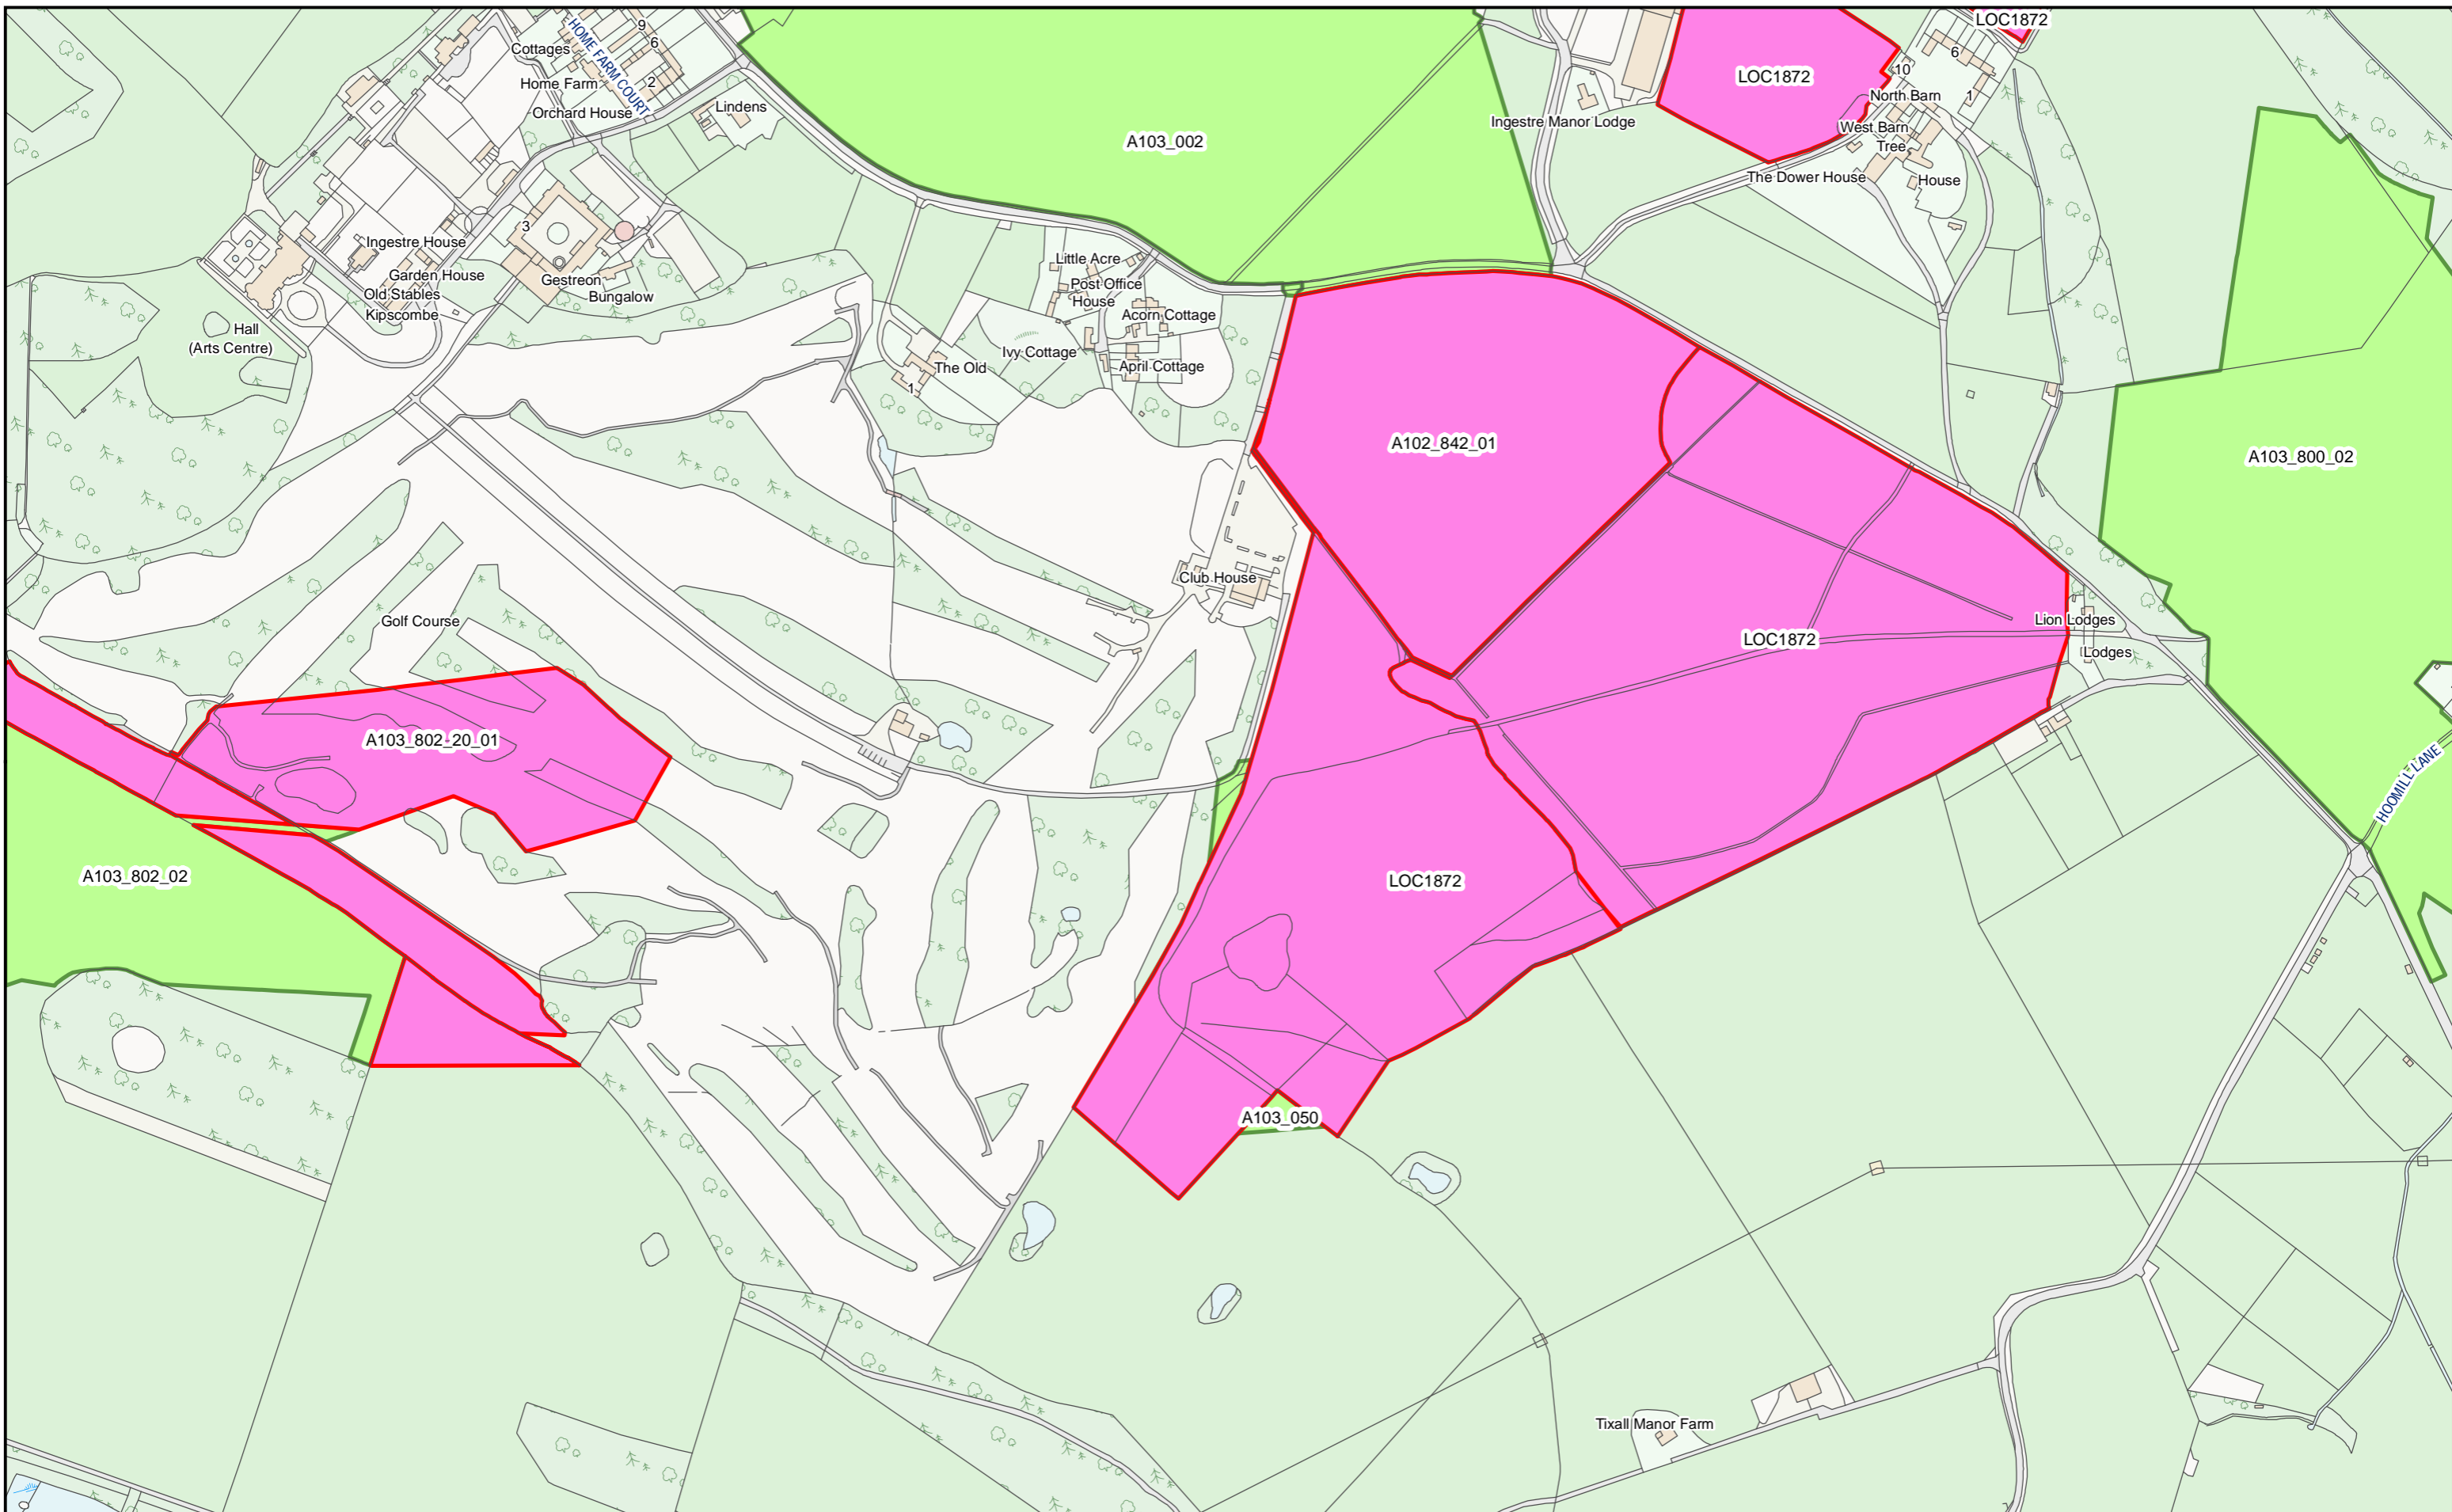 LOC1872
9
Cottages
HOME FARM COURT
6
6
Home Farm
2
LOC1872
10
North Barn
1
Lindens
Orchard House
Ingestre Manor Lodge
West Barn
A103_002
Tree
The Dower House
House
3
Ingestre House
Garden House
Gestreon
Bungalow
Old Stables
Kipscombe
Little Acre
Post Office
House
Acorn Cottage
Hall
(Arts Centre)
Ivy Cottage
The Old
April Cottage
1
A102_842_01
A103_800_02
Club House
Golf Course
Lion Lodges
LOC1872
Lodges
A103_802_20_01
HOOMILL LANE
A103_802_02
LOC1872
A103_050
Tixall Manor Farm